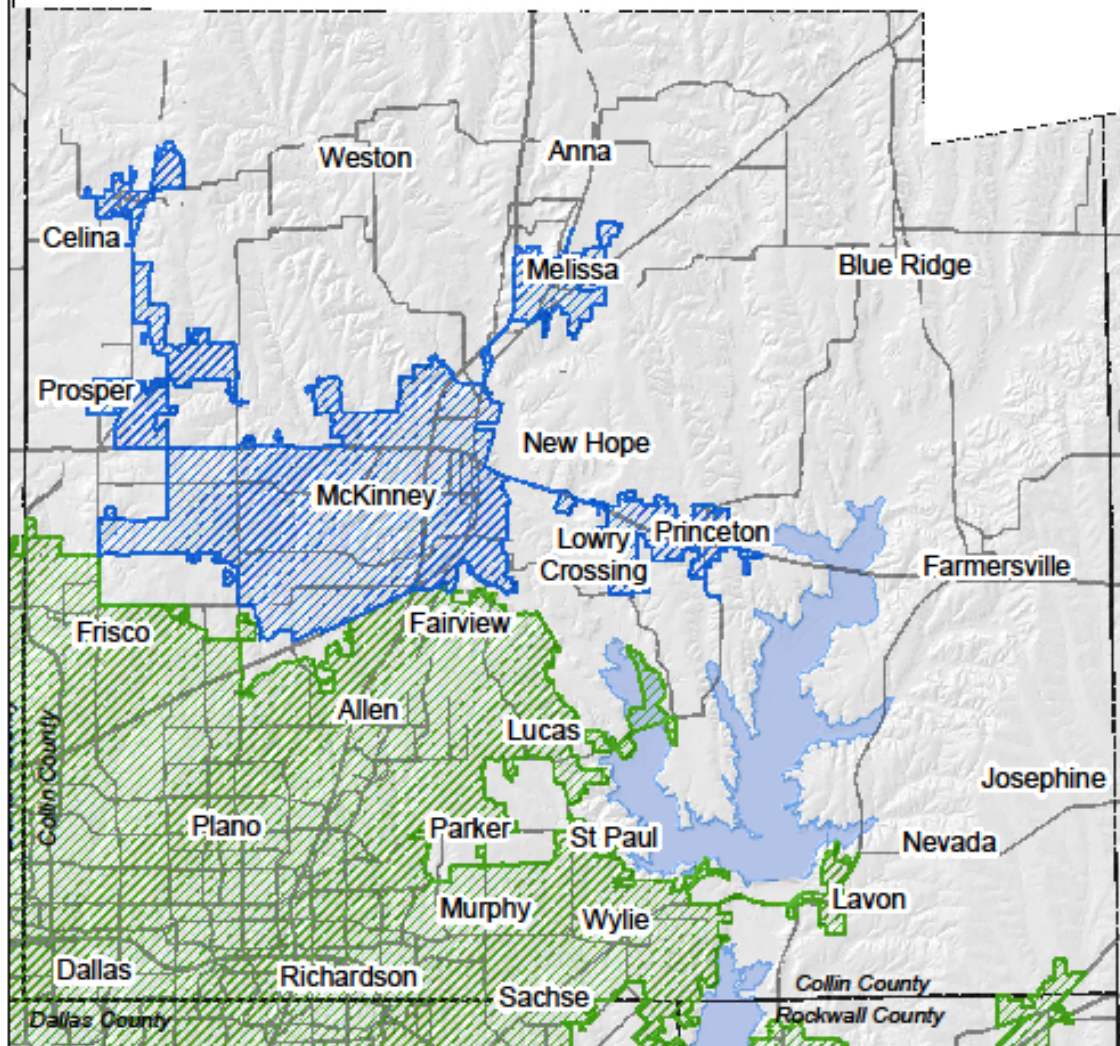 Weston
Anna
Celina
Melissa
Blue Ridge
Prosper
New Hope
McKinney
Princeton
Lowry
Crossing
Farmersville
Frisco
Fairview
Allen
Lucas
Collin County
Josephine
Plano
Parker
St Paul
Nevada
Murphy
Wylie
Lavon
Dallas
Richardson
Sachse
Collin County
Dallas County
Rockwall County